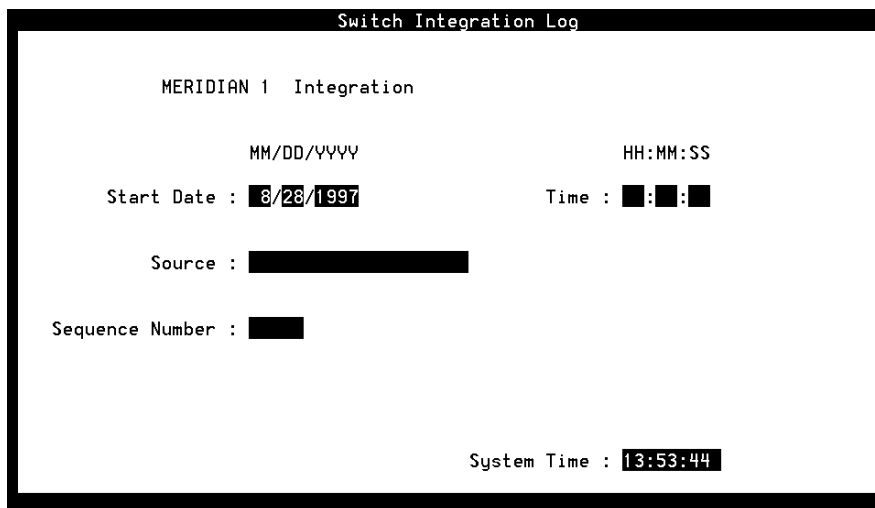 Switch Integration Log
MERIDIAN 1 Integration
MM/DD/YYYY HH:MM:SS
Start Date : 8/28/1997 Time : : :
Source :
Sequence Number :
System Time : 13:53:44